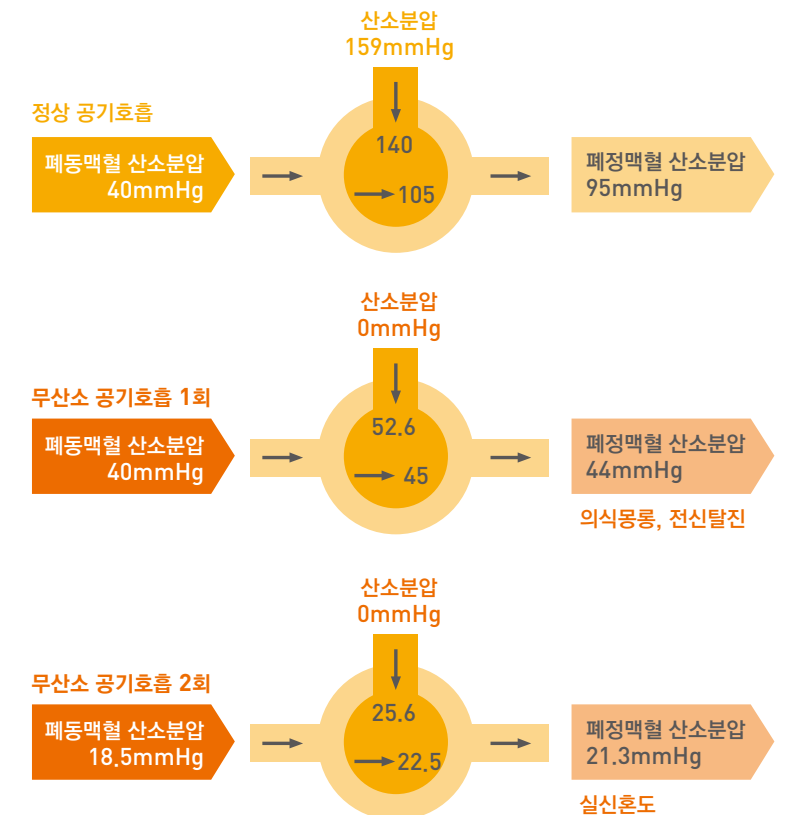 산소분압
159mmHg
정상 공기호흡
폐동맥혈 산소분압
40mmHg
140
105
폐정맥혈 산소분압
95mmHg
산소분압
0mmHg
무산소 공기호흡 1회
폐동맥혈 산소분압
40mmHg
52.6
45
폐정맥혈 산소분압
44mmHg
의식몽롱, 전신탈진
산소분압
0mmHg
무산소 공기호흡 2회
폐동맥혈 산소분압
18.5mmHg
25.6
22.5
폐정맥혈 산소분압
21.3mmHg
실신혼도